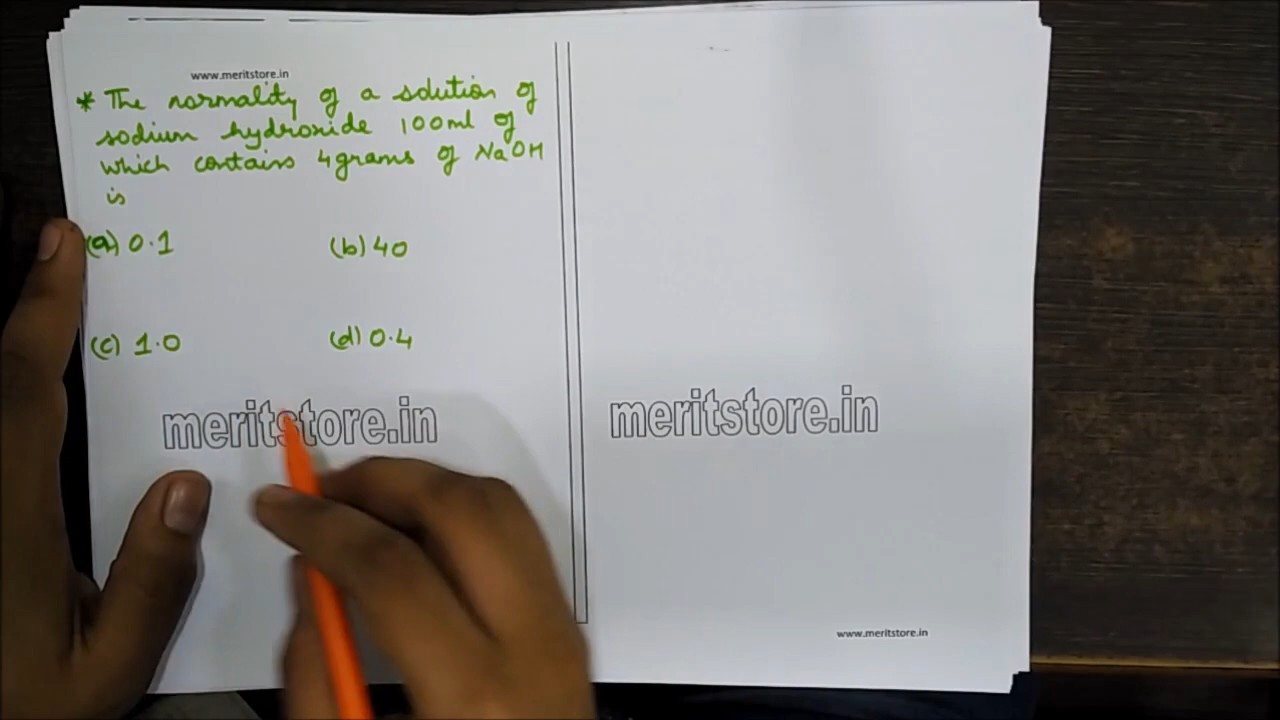 www.meritstore.in
* The normality of a solution of
sodium hydroxide 100ml of
which contains 4grams of NaOH
is
(a) 0.1 (b) 40
(c) 1.0 (d) 0.4
meritstore.in
meritstore.in
www.meritstore.in